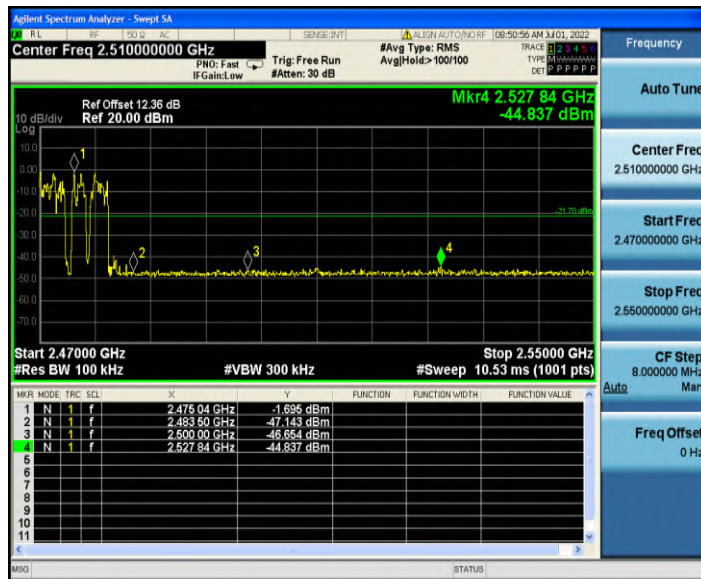 Agilent Spectrum Analyzer - Swept SA
RL RF 50 Ω AC SENSE:INT ALIGN AUTO/NO RF 08:50:56 AM Jul 01, 2022
Center Freq 2.510000000 GHz
PNO: Fast
IFGain:Low
Trig: Free Run
#Atten: 30 dB
#Avg Type: RMS
Avg|Hold:> 100/100
TRACE 1 2 3 4 5 6
TYPE M
DET P P P P P P
Frequency
Ref Offset 12.36 dB
Ref 20.00 dBm
10 dB/div
Log
Mkr4 2.527 84 GHz
-44.837 dBm
10.0
0.00
-10.0
-20.0
-30.0
-40.0
-50.0
-60.0
-70.0
1
2
3
4
-21.70 dBm
Start 2.47000 GHz
Stop 2.55000 GHz
#Res BW 100 kHz
#VBW 300 kHz
#Sweep 10.53 ms (1001 pts)
MKR MODE TRC SCL X Y FUNCTION FUNCTION WIDTH FUNCTION VALUE
1 N 1 f 2.475 04 GHz -1.695 dBm
2 N 1 f 2.483 50 GHz -47.143 dBm
3 N 1 f 2.500 00 GHz -46.654 dBm
4 N 1 f 2.527 84 GHz -44.837 dBm
5
6
7
8
9
10
11
MSG
STATUS
Auto Tune
Center Freq
2.510000000 GHz
Start Freq
2.470000000 GHz
Stop Freq
2.550000000 GHz
CF Step
8.000000 MHz
Auto Man
Freq Offset
0 Hz